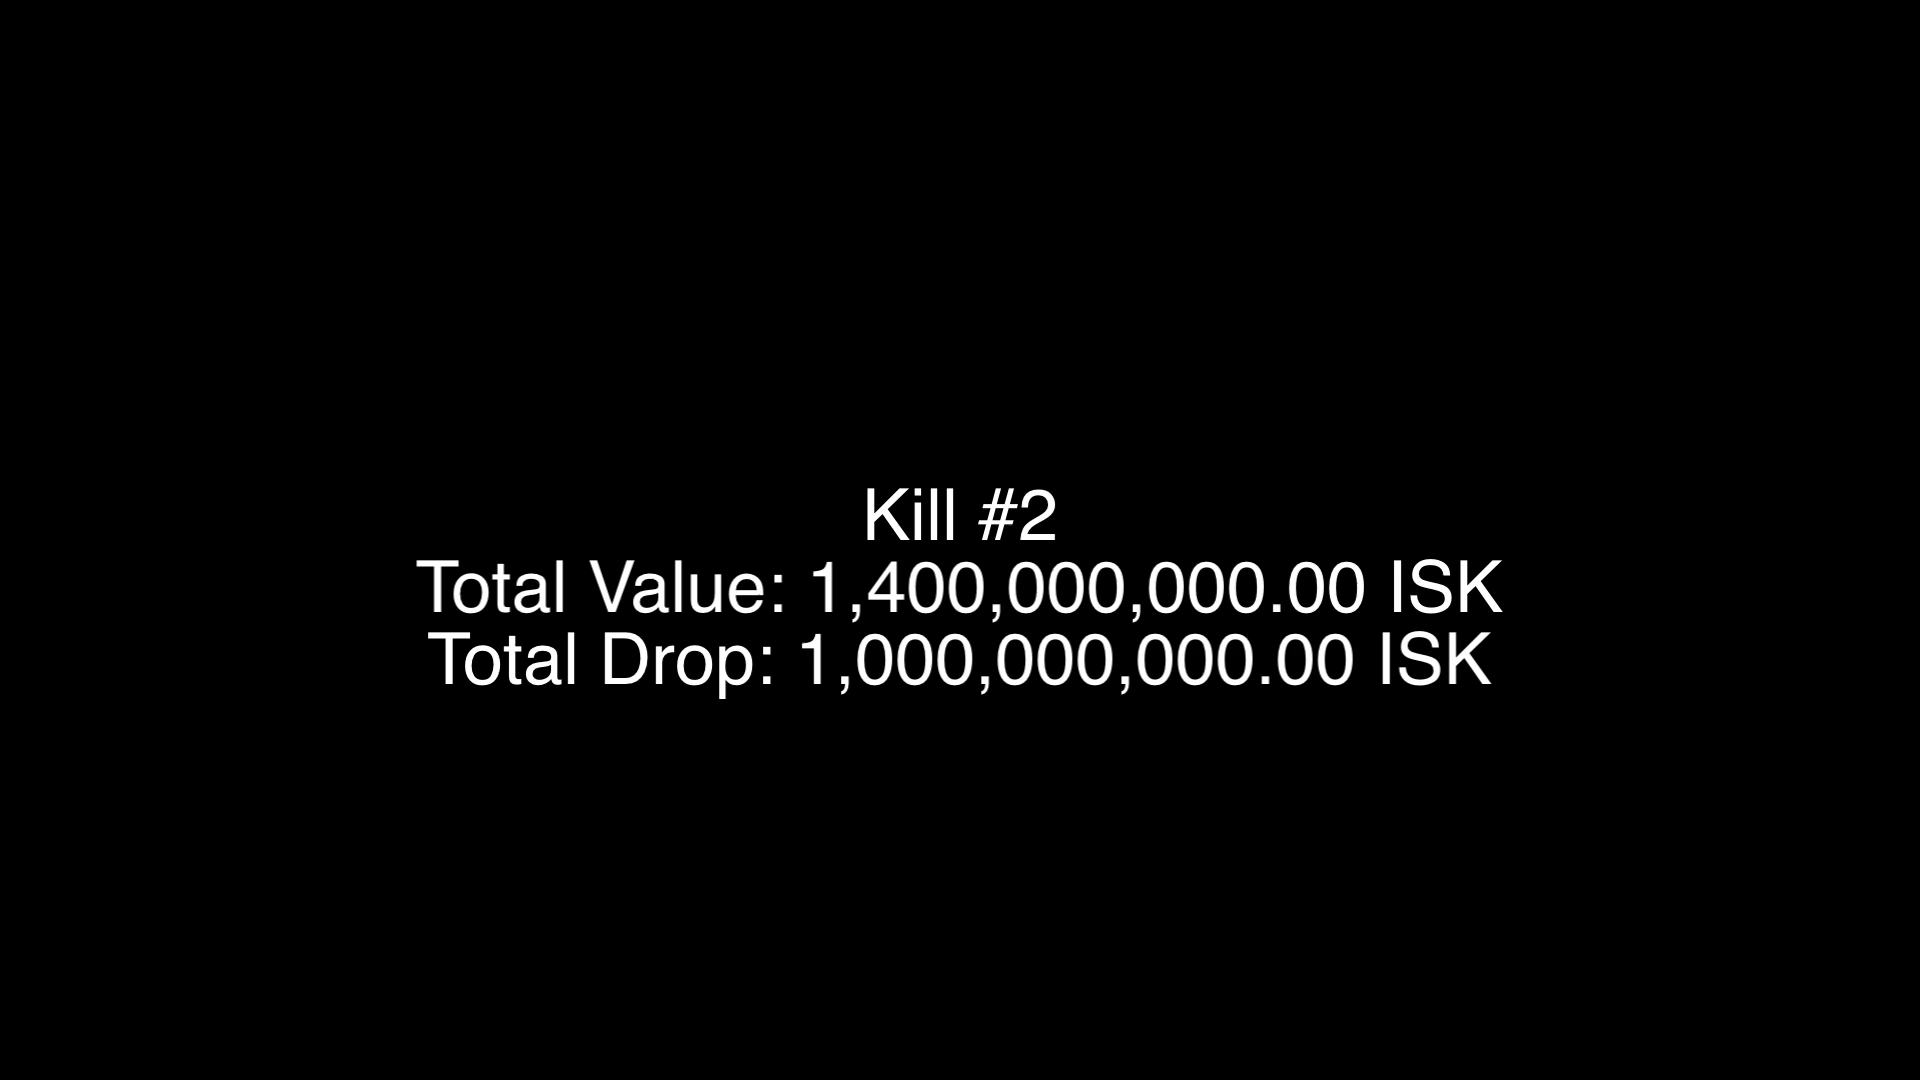 Kill #2
Total Value: 1,400,000,000.00 ISK
Total Drop: 1,000,000,000.00 ISK